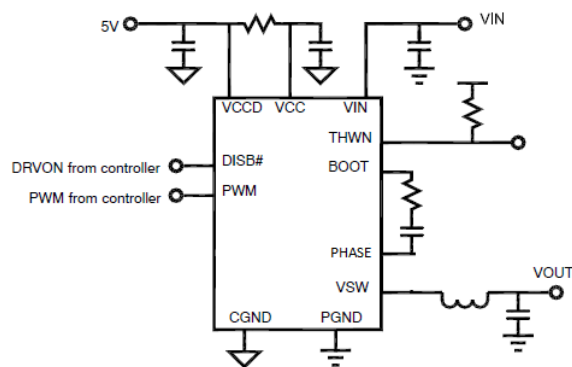 5V
VIN
VCCD
VCC
VIN
THWN
DISB#
BOOT
DRVON from controller
PWM
PWM from controller
PHASE
VSW
VOUT
CGND
PGND